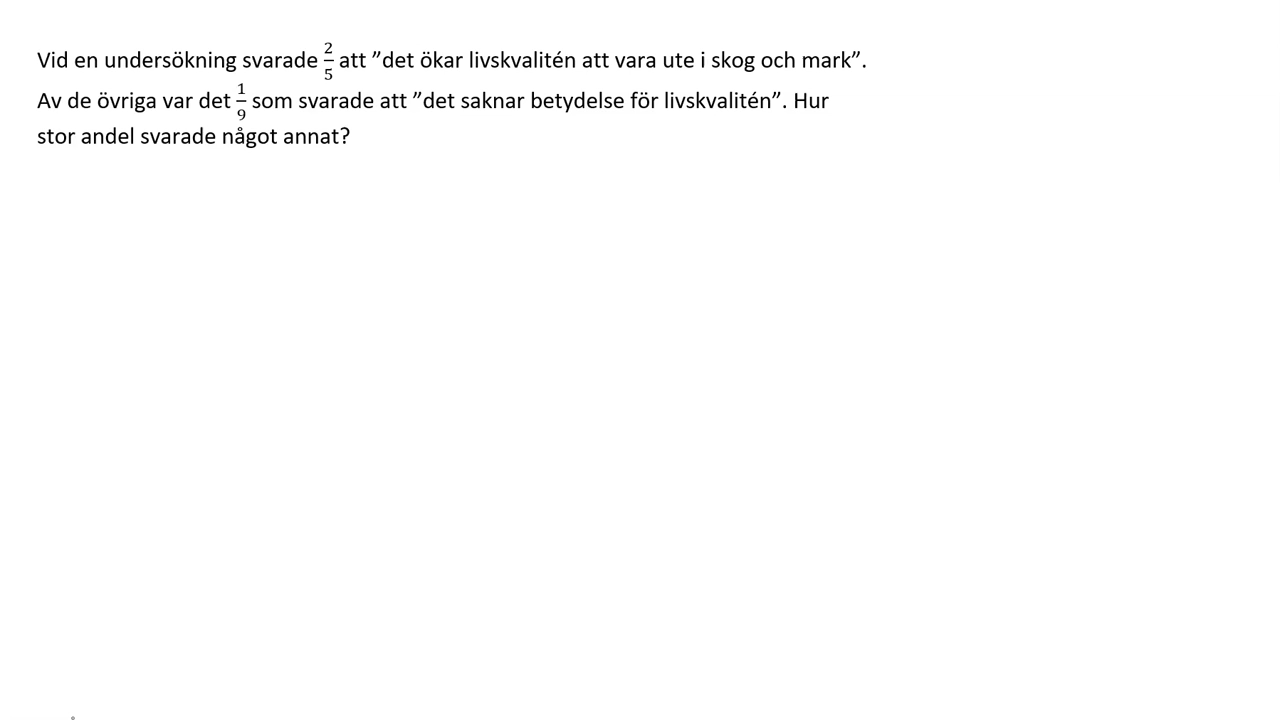 Vid en undersökning svarade 2/5 att ”det ökar livskvalitén att vara ute i skog och mark”.
Av de övriga var det 1/9 som svarade att ”det saknar betydelse för livskvalitén”. Hur
stor andel svarade något annat?